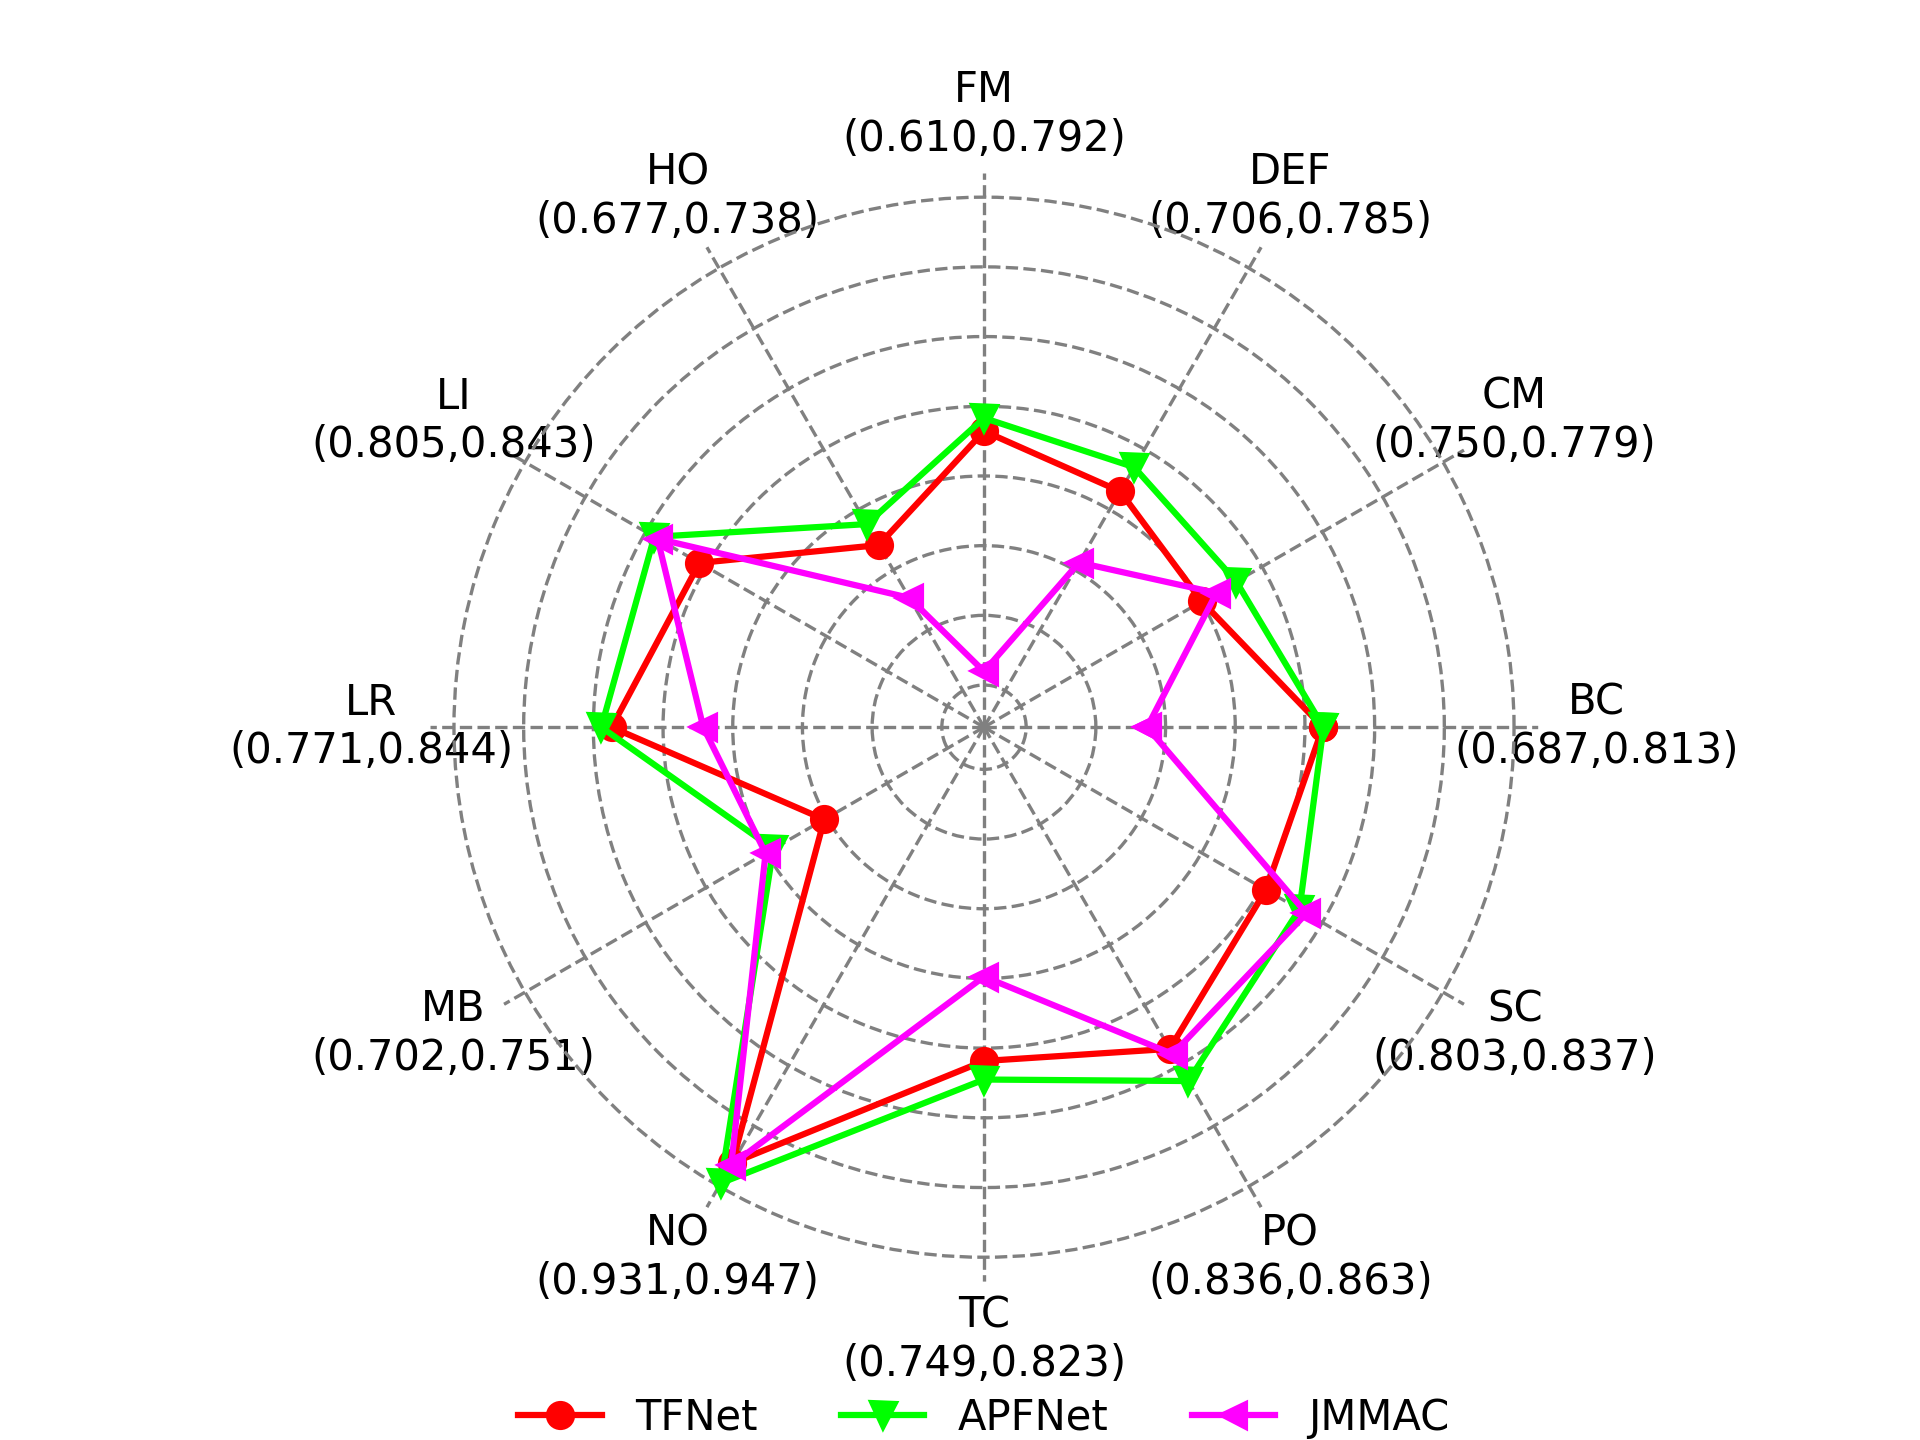 FM
(0.610,0.792)
HO
(0.677,0.738)
DEF
(0.706,0.785)
LI
(0.805,0.843)
CM
(0.750,0.779)
LR
(0.771,0.844)
BC
(0.687,0.813)
MB
(0.702,0.751)
SC
(0.803,0.837)
NO
(0.931,0.947)
PO
(0.836,0.863)
TC
(0.749,0.823)
TFNet APFNet JMMAC